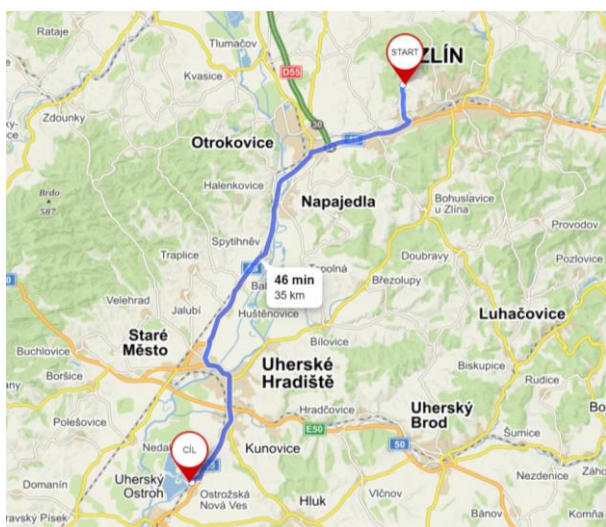 Rataje
Tlumačov
START
ZLÍN
Kvasice
D55
Zdounky
Otrokovice
Halenkovice
Napajedla
Brdo
587
Bohuslavice
u Zlína
Provodov
Spytihněv
Traplice
Doubravy
Pozlovice
46 min
35 km
Březolupy
Velehrad
Jalubí
Huštěnovice
Luhačovice
Staré
Město
Bílovice
Buchlovice
Uherské
Hradiště
Biskupice
Boršice
Rudice
Hradčovice
Uherský
Brod
Polešovice
E50
Šumice
Kunovice
50
CÍL
Uherský
Ostroh
Nezdenice
Domanín
Ostrožská
Nová Ves
Vlčnov
Hluk
Bánov
Komňa